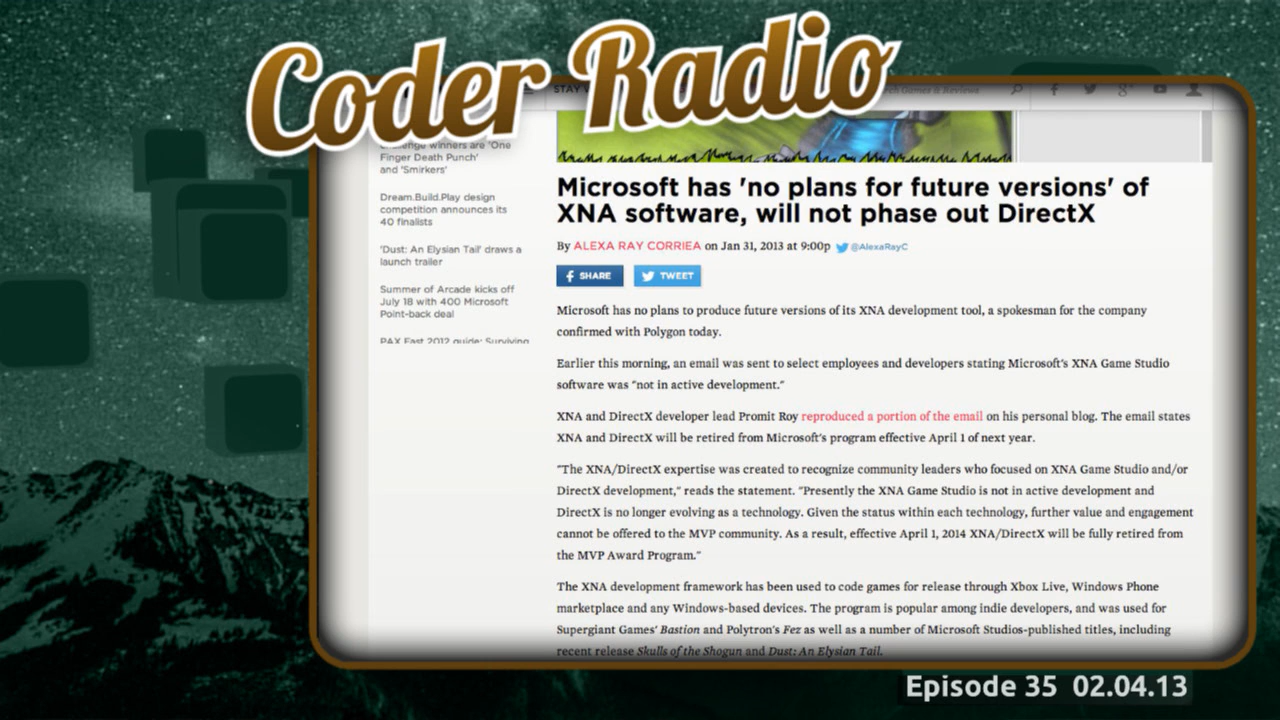 Coder Radio
STAY
rch Games & Reviews
challenge winners are 'One
Finger Death Punch'
and 'Smirkers'
Dream.Build.Play design
competition announces its
40 finalists
'Dust: An Elysian Tail' draws a
launch trailer
Summer of Arcade kicks off
July 18 with 400 Microsoft
Point-back deal
PAX East 2012 guide: Surviving
Microsoft has 'no plans for future versions' of
XNA software, will not phase out DirectX
By ALEXA RAY CORRIEA on Jan 31, 2013 at 9:00p @AlexaRayC
SHARE TWEET
Microsoft has no plans to produce future versions of its XNA development tool, a spokesman for the company
confirmed with Polygon today.
Earlier this morning, an email was sent to select employees and developers stating Microsoft's XNA Game Studio
software was "not in active development."
XNA and DirectX developer lead Promit Roy reproduced a portion of the email on his personal blog. The email states
XNA and DirectX will be retired from Microsoft's program effective April 1 of next year.
"The XNA/DirectX expertise was created to recognize community leaders who focused on XNA Game Studio and/or
DirectX development," reads the statement. "Presently the XNA Game Studio is not in active development and
DirectX is no longer evolving as a technology. Given the status within each technology, further value and engagement
cannot be offered to the MVP community. As a result, effective April 1, 2014 XNA/DirectX will be fully retired from
the MVP Award Program."
The XNA development framework has been used to code games for release through Xbox Live, Windows Phone
marketplace and any Windows-based devices. The program is popular among indie developers, and was used for
Supergiant Games' Bastion and Polytron's Fez as well as a number of Microsoft Studios-published titles, including
recent release Skulls of the Shogun and Dust: An Elysian Tail.
Episode 35 02.04.13